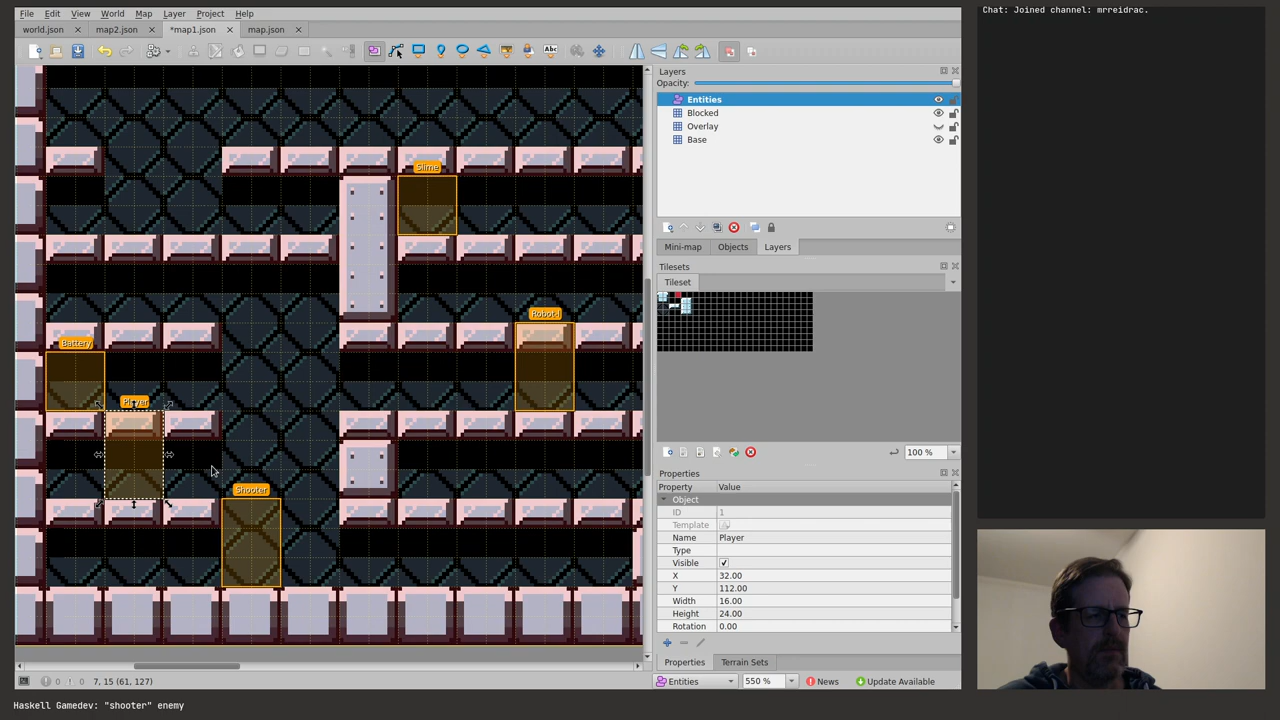 Chat: Joined channel: mrreidrac.
File Edit View World Map Layer Project Help
world.json map2.json *map1.json map.json
Abc
Layers
Opacity:
Entities
Blocked
Overlay
Base
Mini-map Objects Layers
Tilesets
Tileset
100 %
Properties
Property Value
Object
ID 1
Template
Name Player
Type
Visible
X 32.00
Y 112.00
Width 16.00
Height 24.00
Rotation 0.00
Properties Terrain Sets
Slime
Battery
Player
Shooter
0 0 7, 15 (61, 127) Entities 550 % News Update Available
Haskell Gamedev: "shooter" enemy